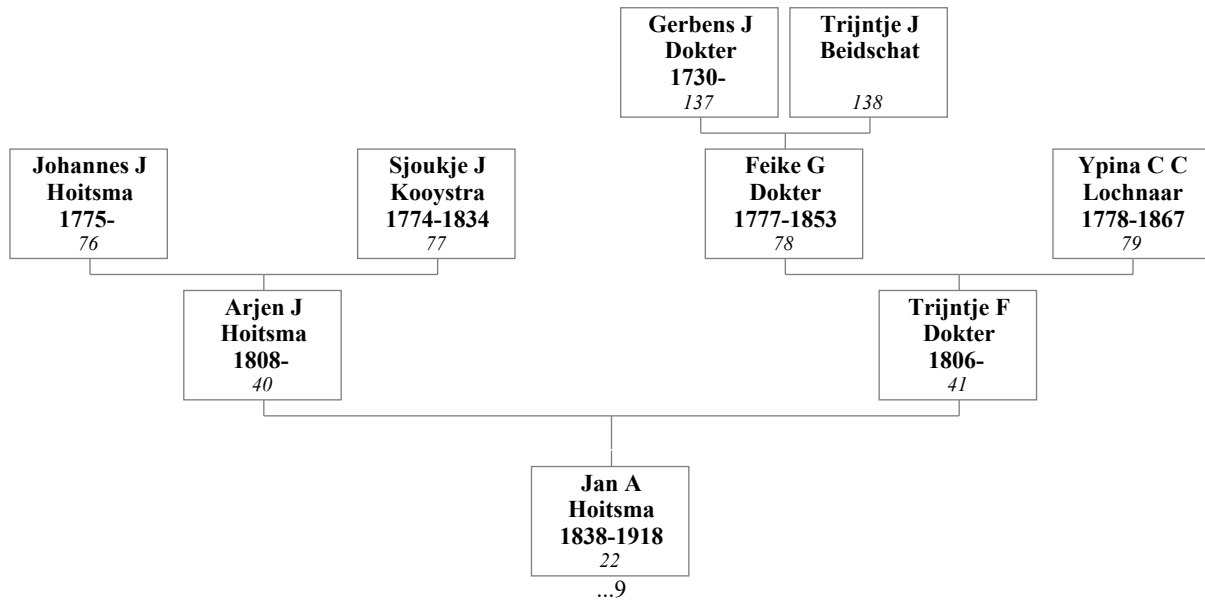 Gerbens J
Dokter
1730-
137
Trijntje J
Beidschat
138
Johannes J
Hoitsma
1775-
76
Sjoukje J
Kooystra
1774-1834
77
Feike G
Dokter
1777-1853
78
Ypina C C
Lochnaar
1778-1867
79
Arjen J
Hoitsma
1808-
40
Trijntje F
Dokter
1806-
41
Jan A
Hoitsma
1838-1918
22
...9